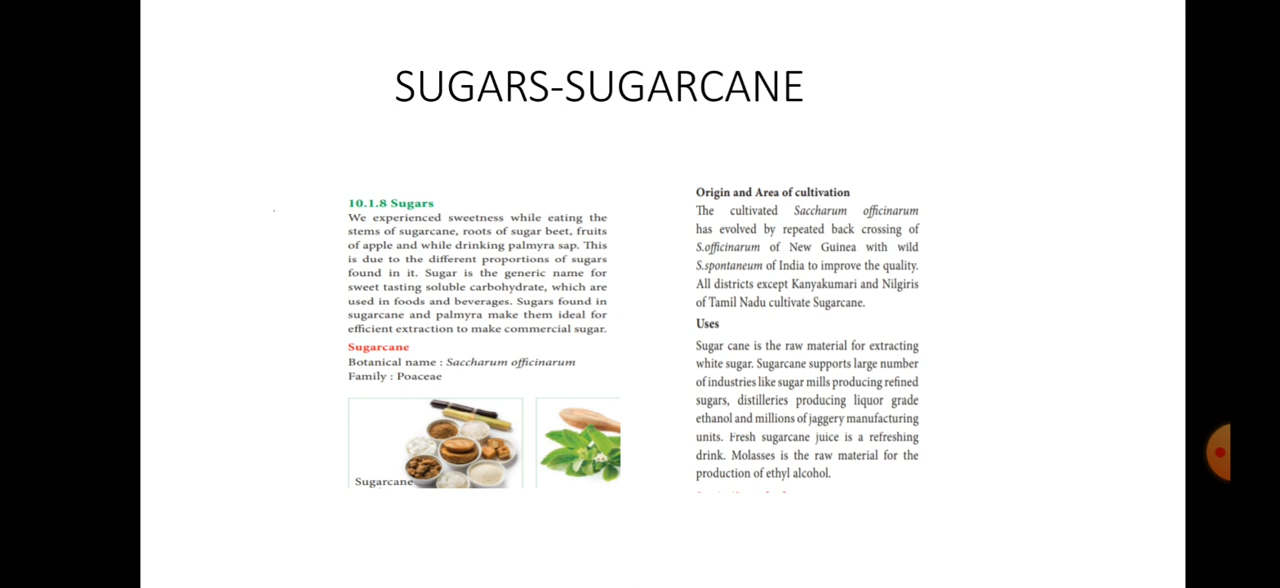 SUGARS-SUGARCANE
10.1.8 Sugars
We experienced sweetness while eating the
stems of sugarcane, roots of sugar beet, fruits
of apple and while drinking palmyra sap. This
is due to the different proportions of sugars
found in it. Sugar is the generic name for
sweet tasting soluble carbohydrate, which are
used in foods and beverages. Sugars found in
sugarcane and palmyra make them ideal for
efficient extraction to make commercial sugar.
Sugarcane
Botanical name : Saccharum officinarum
Family : Poaceae
Sugarcane
Origin and Area of cultivation
The cultivated Saccharum officinarum
has evolved by repeated back crossing of
S.officinarum of New Guinea with wild
S.spontaneum of India to improve the quality.
All districts except Kanyakumari and Nilgiris
of Tamil Nadu cultivate Sugarcane.
Uses
Sugar cane is the raw material for extracting
white sugar. Sugarcane supports large number
of industries like sugar mills producing refined
sugars, distilleries producing liquor grade
ethanol and millions of jaggery manufacturing
units. Fresh sugarcane juice is a refreshing
drink. Molasses is the raw material for the
production of ethyl alcohol.